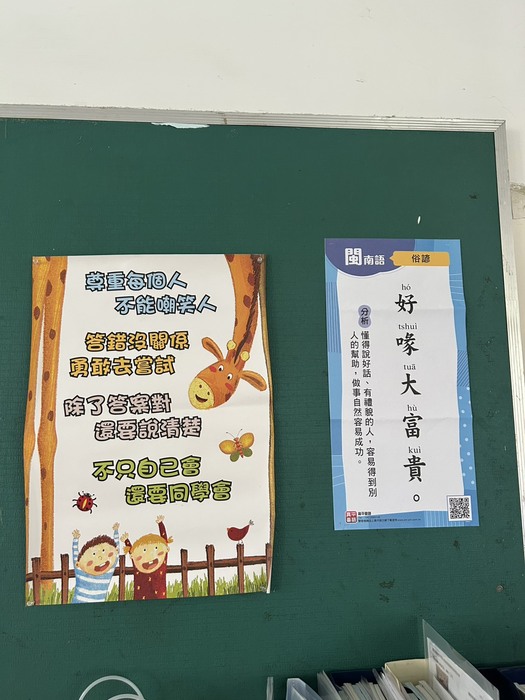 尊重每個人
不能嘲笑人
答錯沒關係
勇敢去嘗試
除了答案對
還要說清楚
不只自己會
還要同學會
閩南語
俗諺
hó
好
tshuì
喙
tuā
大
hù
富
kuì
貴。
分析
懂得說好話、有禮貌的人，容易得到別
人的幫助，做事自然容易成功。